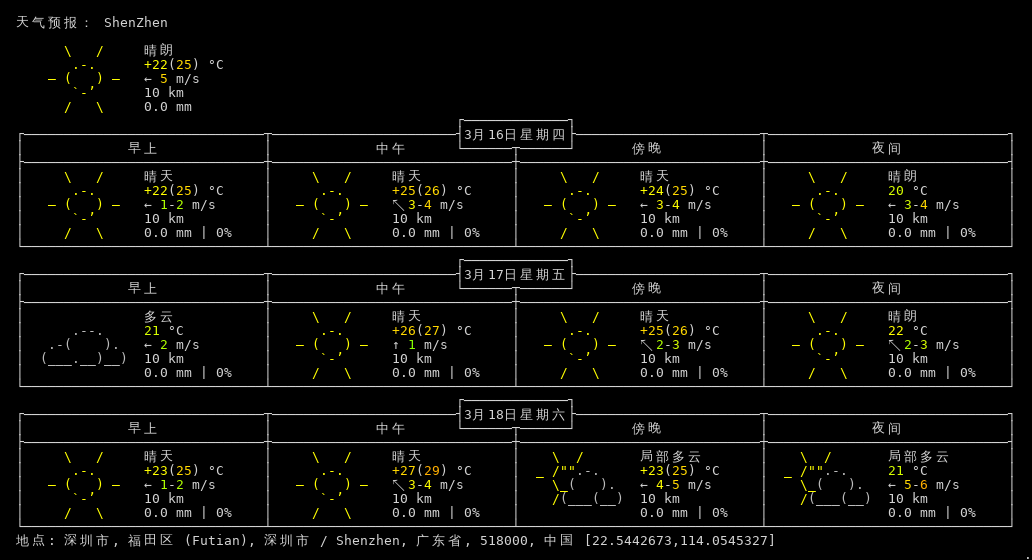 天气预报： ShenZhen
晴朗
+22(25) °C
← 5 m/s
10 km
0.0 mm
3月16日星期四
早上 中午 傍晚 夜间
晴天 晴天 晴天 晴朗
+22(25) °C +25(26) °C +24(25) °C 20 °C
← 1-2 m/s ↖ 3-4 m/s ← 3-4 m/s ← 3-4 m/s
10 km 10 km 10 km 10 km
0.0 mm | 0% 0.0 mm | 0% 0.0 mm | 0% 0.0 mm | 0%
3月17日星期五
早上 中午 傍晚 夜间
多云 晴天 晴天 晴朗
21 °C +26(27) °C +25(26) °C 22 °C
← 2 m/s ↑ 1 m/s ↖ 2-3 m/s ↖ 2-3 m/s
10 km 10 km 10 km 10 km
0.0 mm | 0% 0.0 mm | 0% 0.0 mm | 0% 0.0 mm | 0%
3月18日星期六
早上 中午 傍晚 夜间
晴天 晴天 局部多云 局部多云
+23(25) °C +27(29) °C +23(25) °C 21 °C
← 1-2 m/s ↖ 3-4 m/s ← 4-5 m/s ← 5-6 m/s
10 km 10 km 10 km 10 km
0.0 mm | 0% 0.0 mm | 0% 0.0 mm | 0% 0.0 mm | 0%
地点: 深圳市, 福田区 (Futian), 深圳市 / Shenzhen, 广东省, 518000, 中国 [22.5442673,114.0545327]